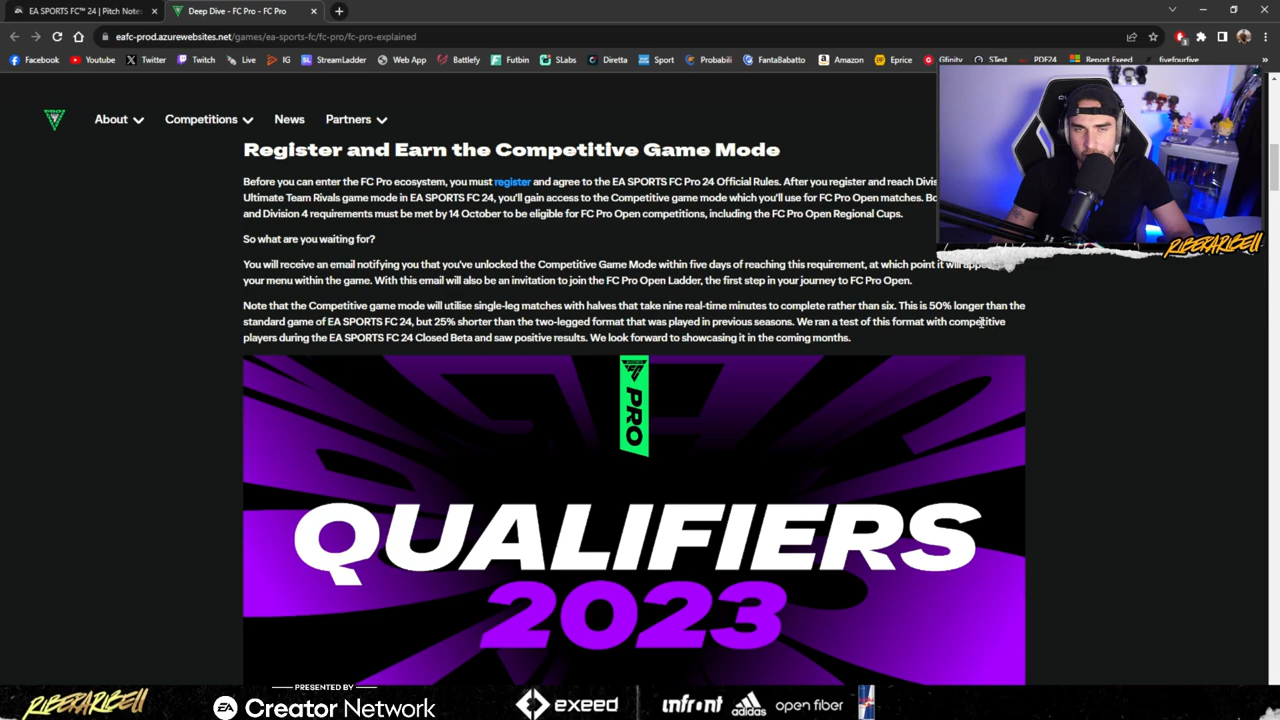 EA SPORTS FC™ 24 | Pitch Notes
Deep Dive - FC Pro - FC Pro
eafc-prod.azurewebsites.net/games/ea-sports-fc/fc-pro/fc-pro-explained
Facebook Youtube Twitter Twitch Live IG StreamLadder Web App Battlefy Futbin SLabs Diretta Sport Probabili FantaBabatto Amazon Eprice Gfinity STest PDF24 Report Exeed fivefourfive
About Competitions News Partners
Register and Earn the Competitive Game Mode
Before you can enter the FC Pro ecosystem, you must register and agree to the EA SPORTS FC Pro 24 Official Rules. After you register and reach Divis
Ultimate Team Rivals game mode in EA SPORTS FC 24, you'll gain access to the Competitive game mode which you'll use for FC Pro Open matches. Bo
and Division 4 requirements must be met by 14 October to be eligible for FC Pro Open competitions, including the FC Pro Open Regional Cups.
So what are you waiting for?
You will receive an email notifying you that you've unlocked the Competitive Game Mode within five days of reaching this requirement, at which point it will appe
your menu within the game. With this email will also be an invitation to join the FC Pro Open Ladder, the first step in your journey to FC Pro Open.
Note that the Competitive game mode will utilise single-leg matches with halves that take nine real-time minutes to complete rather than six. This is 50% longer than the
standard game of EA SPORTS FC 24, but 25% shorter than the two-legged format that was played in previous seasons. We ran a test of this format with competitive
players during the EA SPORTS FC 24 Closed Beta and saw positive results. We look forward to showcasing it in the coming months.
PRO
QUALIFIERS
2023
PRESENTED BY
EA Creator Network
exeed
infront
adidas
open fiber